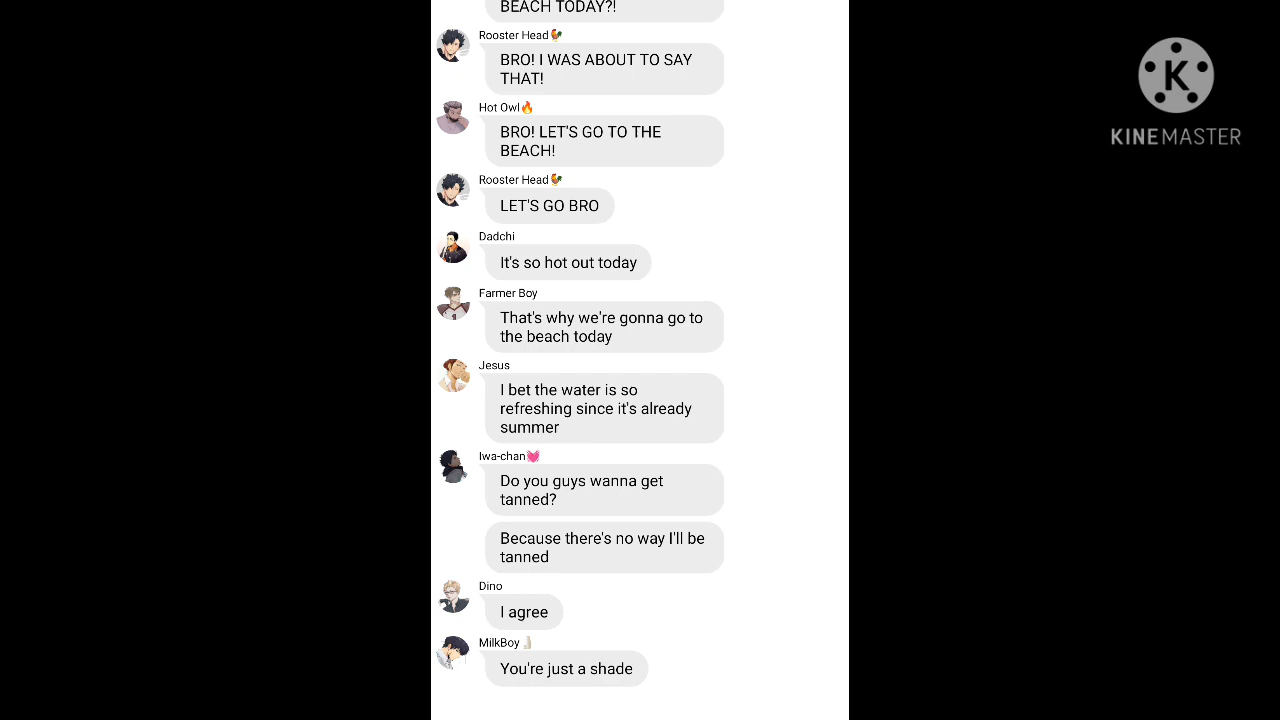 BEACH TODAY?!
Rooster Head🐓
BRO! I WAS ABOUT TO SAY
THAT!
Hot Owl🔥
BRO! LET'S GO TO THE
BEACH!
Rooster Head🐓
LET'S GO BRO
Dadchi
It's so hot out today
Farmer Boy
That's why we're gonna go to
the beach today
Jesus
I bet the water is so
refreshing since it's already
summer
Iwa-chan💓
Do you guys wanna get
tanned?
Because there's no way I'll be
tanned
Dino
I agree
MilkBoy🥛
You're just a shade
K
KINEMASTER